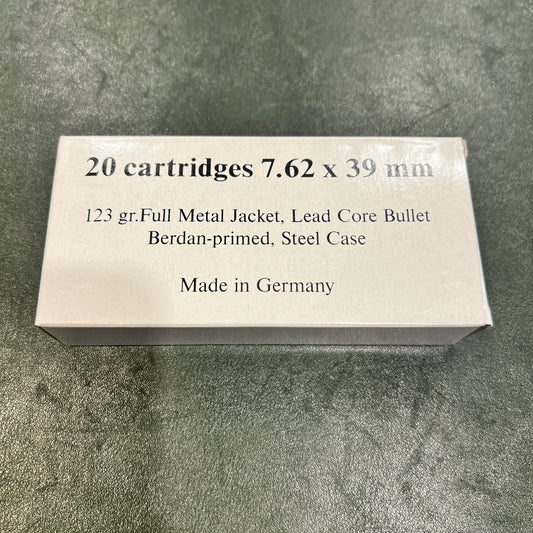 20 cartridges 7.62 x 39 mm
123 gr.Full Metal Jacket, Lead Core Bullet
Berdan-primed, Steel Case
Made in Germany